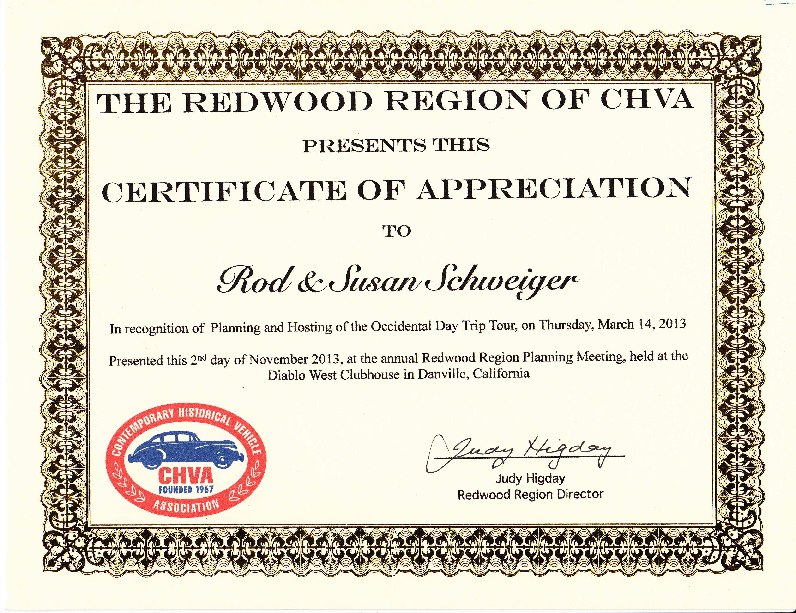 THE REDWOOD REGION OF CHVA
PRESENTS THIS
CERTIFICATE OF APPRECIATION
TO
Rod & Susan Schweiger
In recognition of Planning and Hosting of the Occidental Day Trip Tour, on Thursday, March 14, 2013
Presented this 2nd day of November 2013, at the annual Redwood Region Planning Meeting, held at the
Diablo West Clubhouse in Danville, California
CONTEMPORARY HISTORICAL VEHICLE
CHVA
FOUNDED 1967
ASSOCIATION
Judy Higday
Judy Higday
Redwood Region Director